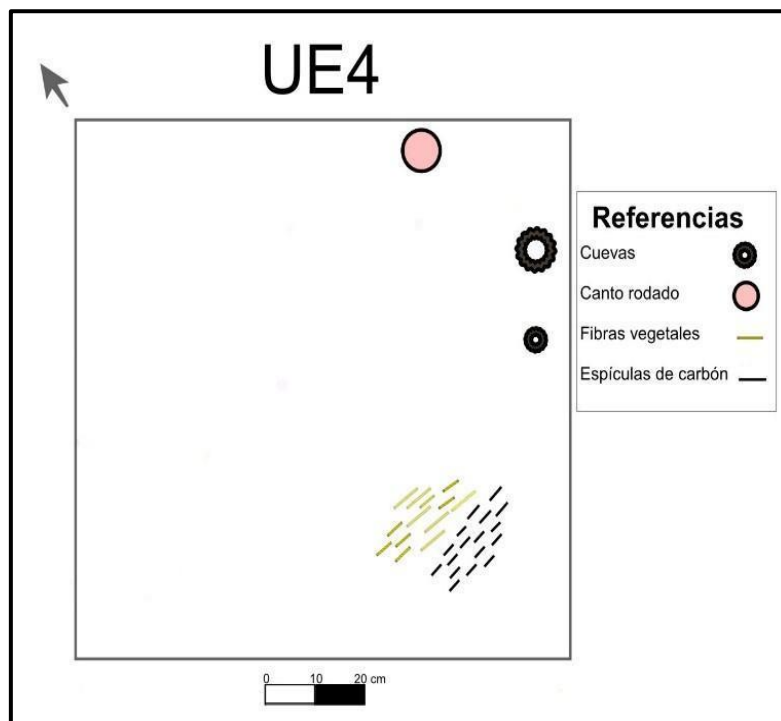 UE4
Referencias
Cuevas
Canto rodado
Fibras vegetales
Espículas de carbón
0 10 20 cm